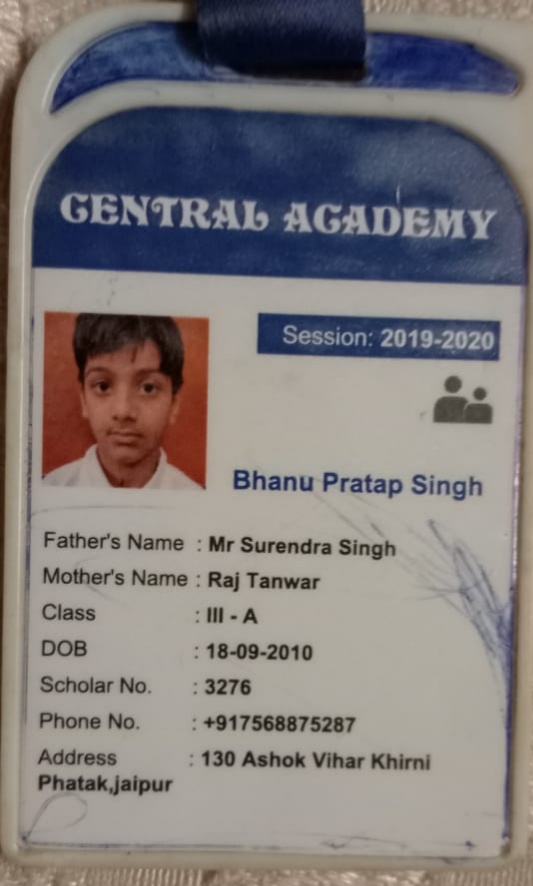 CENTRAL ACADEMY
Session: 2019-2020
Bhanu Pratap Singh
Father's Name : Mr Surendra Singh
Mother's Name : Raj Tanwar
Class : III - A
DOB : 18-09-2010
Scholar No. : 3276
Phone No. : +917568875287
Address : 130 Ashok Vihar Khirni
Phatak,jaipur